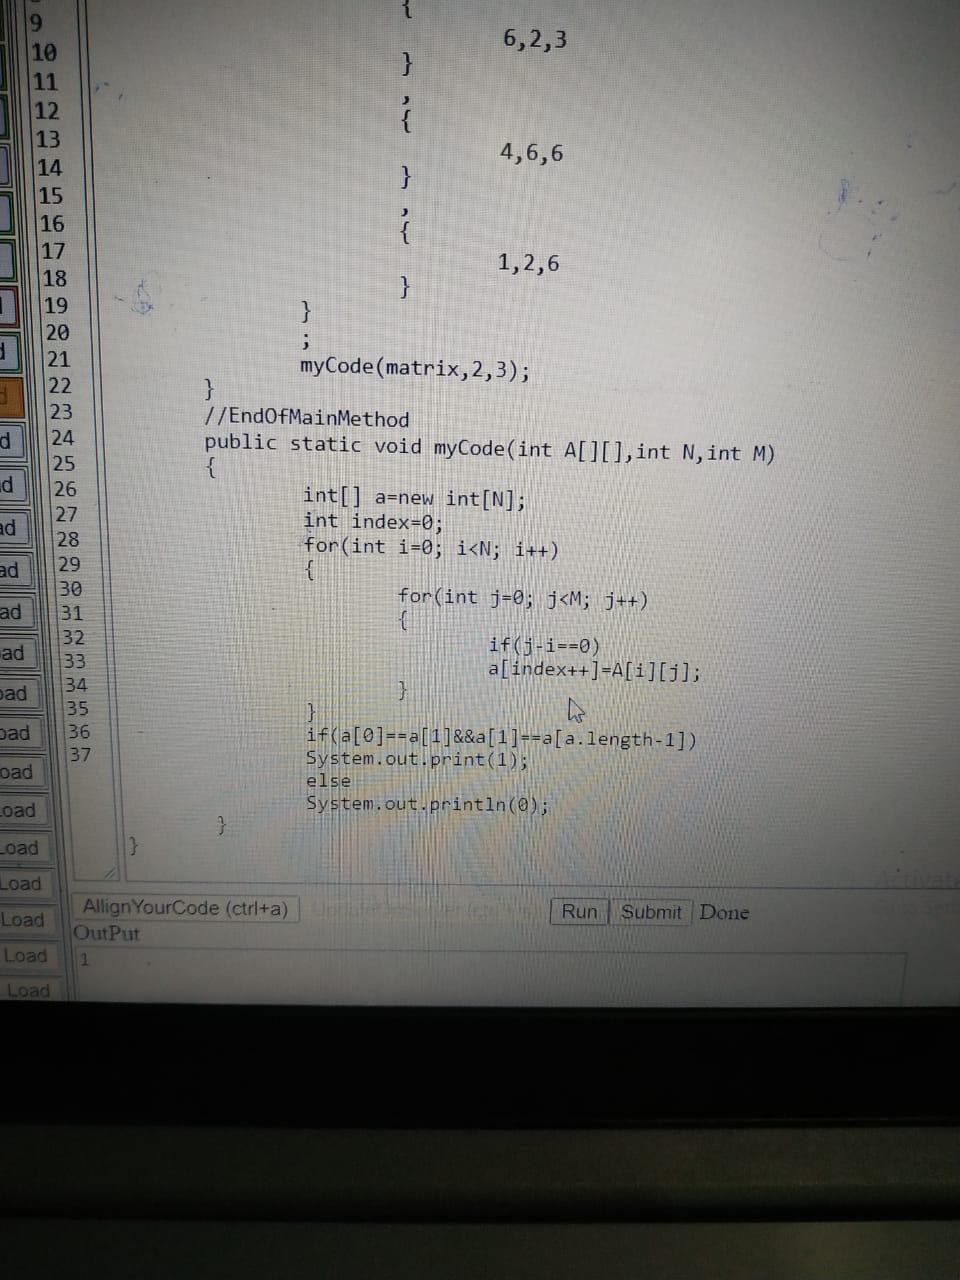 9 {
10 6,2,3
11 }
12 ,
13 {
14 4,6,6
15 }
16 ,
17 {
18 1,2,6
19 }
20 }
21 ;
22 myCode(matrix,2,3);
23 }
24 //EndOfMainMethod
25 public static void myCode(int A[][],int N,int M)
26 {
27 int[] a=new int[N];
28 int index=0;
29 for(int i=0; i<N; i++)
30 {
31 for(int j=0; j<M; j++)
32 {
33 if(j-i==0)
34 a[index++]=A[i][j];
35 }
36 }
37 if(a[0]==a[1]&&a[1]==a[a.length-1])
System.out.print(1);
else
System.out.println(0);
}
}
AllignYourCode (ctrl+a)
Run Submit Done
OutPut
1
d
d
d
ad
ad
ad
ad
oad
oad
oad
Load
Load
Load
Load
Load
Load
Activate